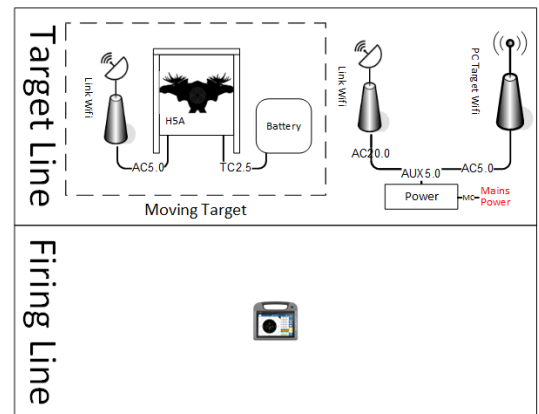 Target Line
Link Wifi
H5A
Battery
AC5.0
TC2.5
Moving Target
Link Wifi
PC Target Wifi
AC20.0
AUX5.0
AC5.0
Power
MC
Mains
Power
Firing Line